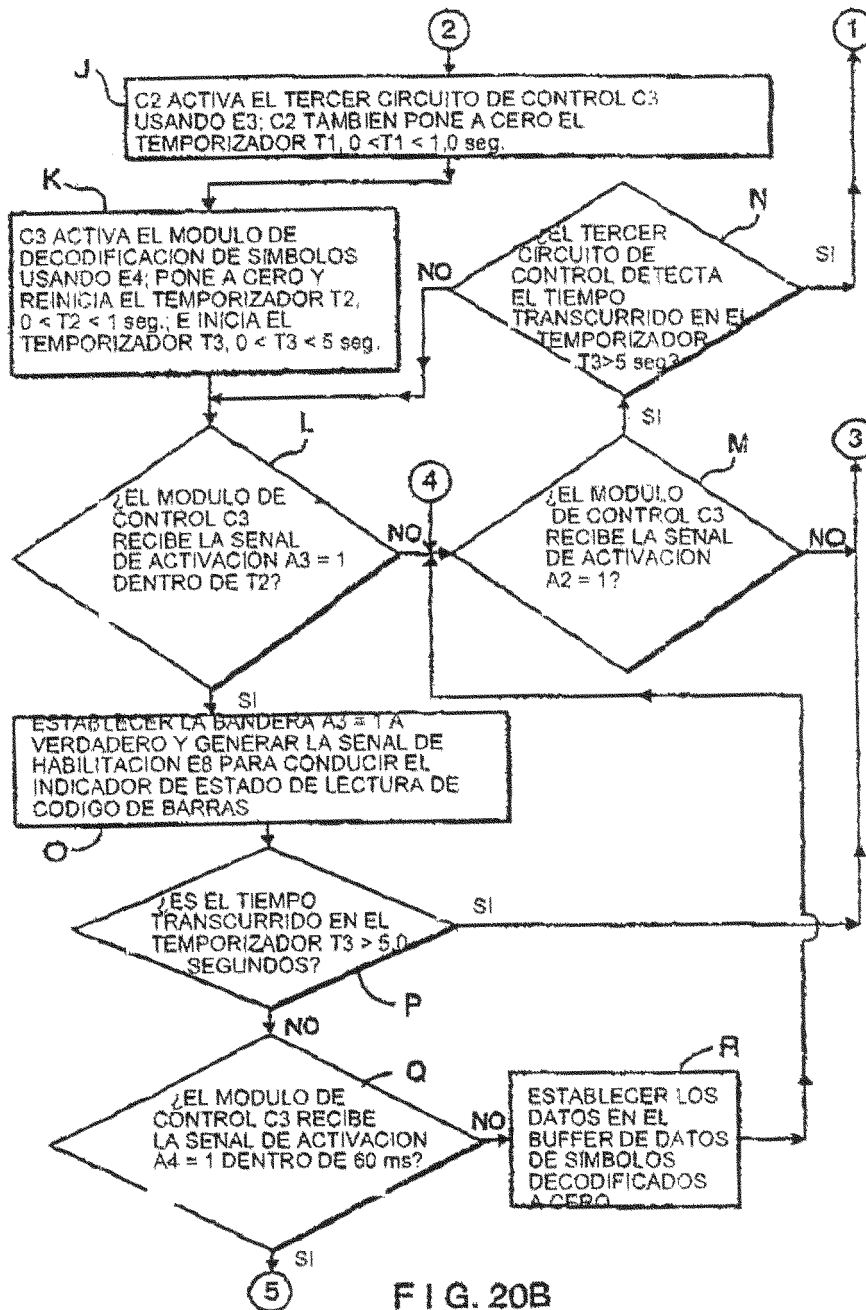 2
1
J
C2 ACTIVA EL TERCER CIRCUITO DE CONTROL C3
USANDO E3; C2 TAMBIEN PONE A CERO EL
TEMPORIZADOR T1, 0 <T1 < 1,0 seg.
K
C3 ACTIVA EL MODULO DE
DECODIFICACION DE SIMBOLOS
USANDO E4; PONE A CERO Y
REINICIA EL TEMPORIZADOR T2,
0 < T2 < 1 seg.; E INICIA EL
TEMPORIZADOR T3, 0 < T3 < 5 seg.
N
¿EL TERCER
CIRCUITO DE
CONTROL DETECTA
EL TIEMPO
TRANSCURRIDO EN EL
TEMPORIZADOR
T3>5 seg?
NO
SI
L
¿EL MODULO DE
CONTROL C3
RECIBE LA SENAL
DE ACTIVACION A3 = 1
DENTRO DE T2?
NO
SI
4
M
¿EL MODULO
DE CONTROL C3
RECIBE LA SENAL
DE ACTIVACION
A2 = 1?
SI
NO
3
ESTABLECER LA BANDERA A3 = 1 A
VERDADERO Y GENERAR LA SENAL DE
HABILITACION E8 PARA CONDUCIR EL
INDICADOR DE ESTADO DE LECTURA DE
CODIGO DE BARRAS
O
¿ES EL TIEMPO
TRANSCURRIDO EN EL
TEMPORIZADOR T3 > 5,0
SEGUNDOS?
SI
P
NO
Q
¿EL MODULO DE
CONTROL C3 RECIBE
LA SENAL DE ACTIVACION
A4 = 1 DENTRO DE 60 ms?
NO
SI
R
ESTABLECER LOS
DATOS EN EL
BUFFER DE DATOS
DE SIMBOLOS
DECODIFICADOS
A CERO
5
FIG. 20B